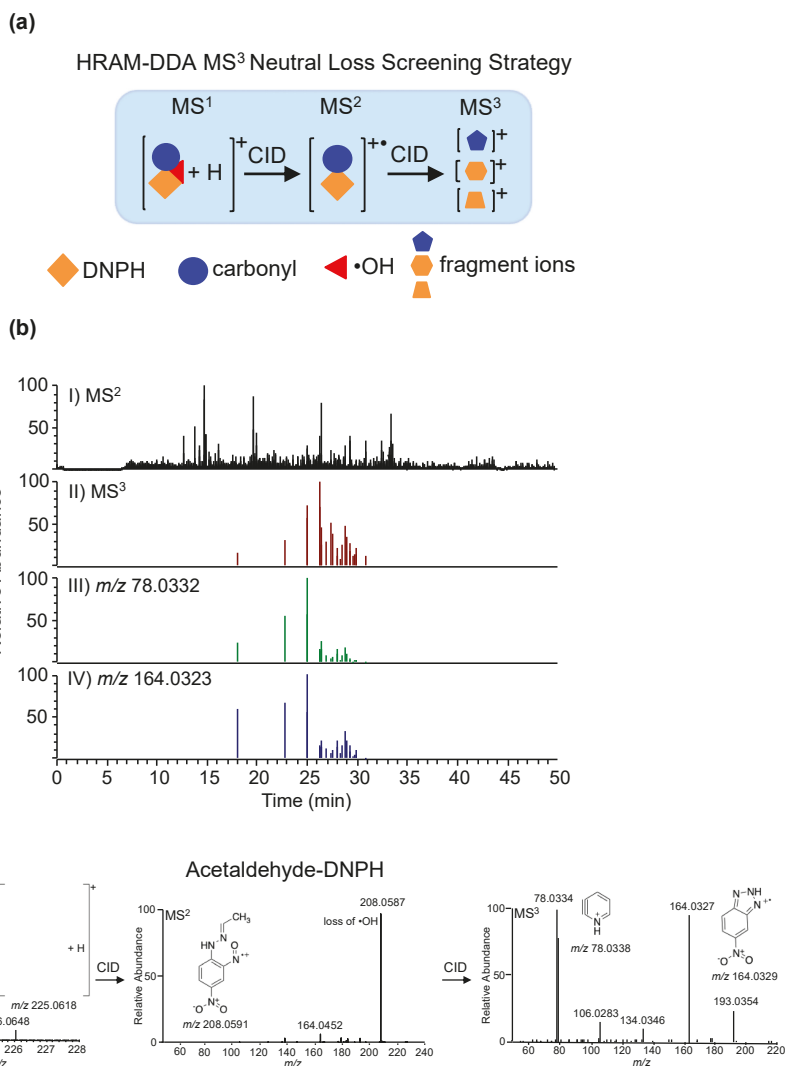 (a)
HRAM-DDA MS³ Neutral Loss Screening Strategy
MS¹ MS² MS³
[ + H ]⁺ CID [ ]⁺• CID [ ]⁺
[ ]⁺
[ ]⁺
DNPH carbonyl •OH fragment ions
(b)
100
50
I) MS²
100
50
II) MS³
100
50
III) m/z 78.0332
100
50
IV) m/z 164.0323
0 5 10 15 20 25 30 35 40 45 50
Time (min)
Acetaldehyde-DNPH
+
+ H
m/z 225.0618
226 227 228
CID
Relative Abundance
100
50
0
MS²
208.0587
loss of •OH
CH₃
HN N O
N•+
-O N+ O
m/z 208.0591
164.0452
60 80 100 120 140 160 180 200 220 240
m/z
CID
Relative Abundance
100
50
0
MS³
78.0334
N+
H
m/z 78.0338
164.0327
N NH
N +•
-O N+ O
m/z 164.0329
106.0283
134.0346
193.0354
60 80 100 120 140 160 180 200 220
m/z